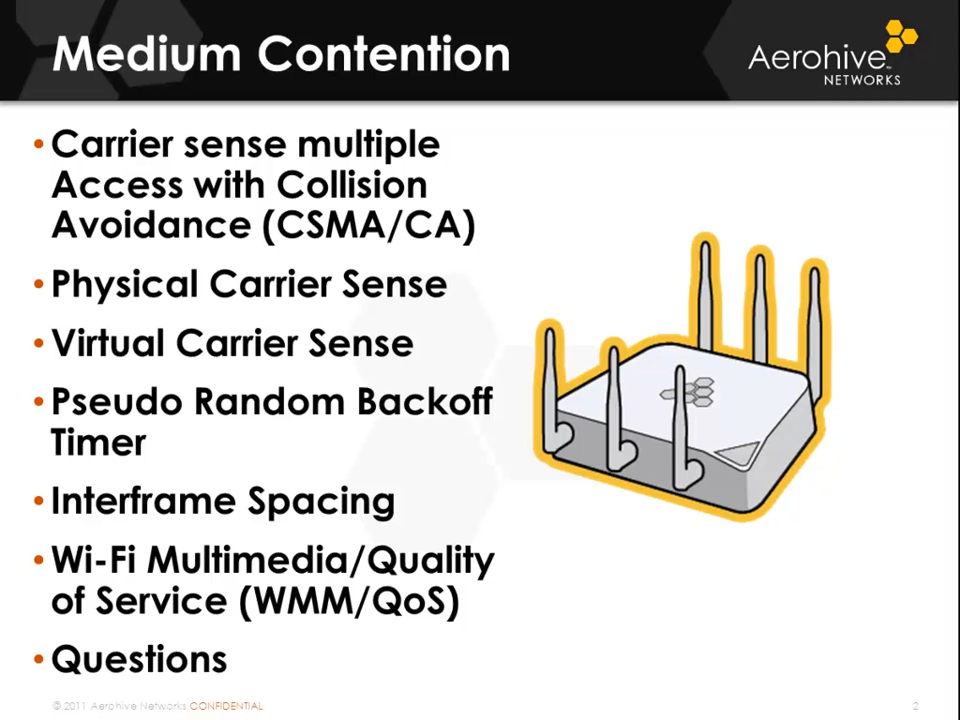 Medium Contention
Aerohive™
NETWORKS
• Carrier sense multiple
Access with Collision
Avoidance (CSMA/CA)
• Physical Carrier Sense
• Virtual Carrier Sense
• Pseudo Random Backoff
Timer
• Interframe Spacing
• Wi-Fi Multimedia/Quality
of Service (WMM/QoS)
• Questions
© 2011 Aerohive Networks CONFIDENTIAL
2